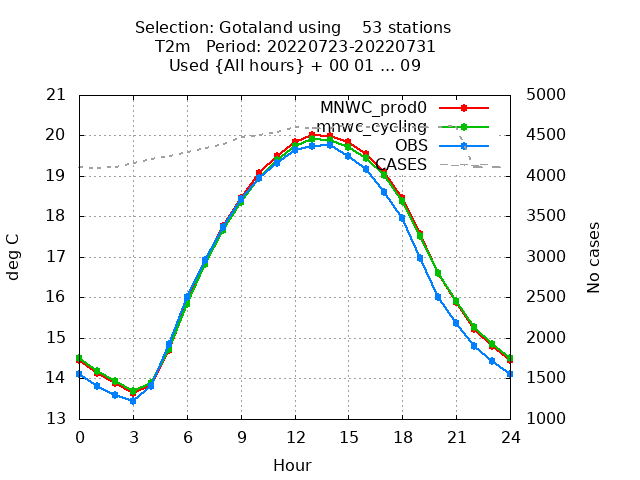 Selection: Gotaland using    53 stations
T2m   Period: 20220723-20220731
Used {All hours} + 00 01 ... 09
MNWC_prod0
mnwc_cycling
OBS
CASES
21
20
19
18
17
16
15
14
13
5000
4500
4000
3500
3000
2500
2000
1500
1000
deg C
No cases
0 3 6 9 12 15 18 21 24
Hour